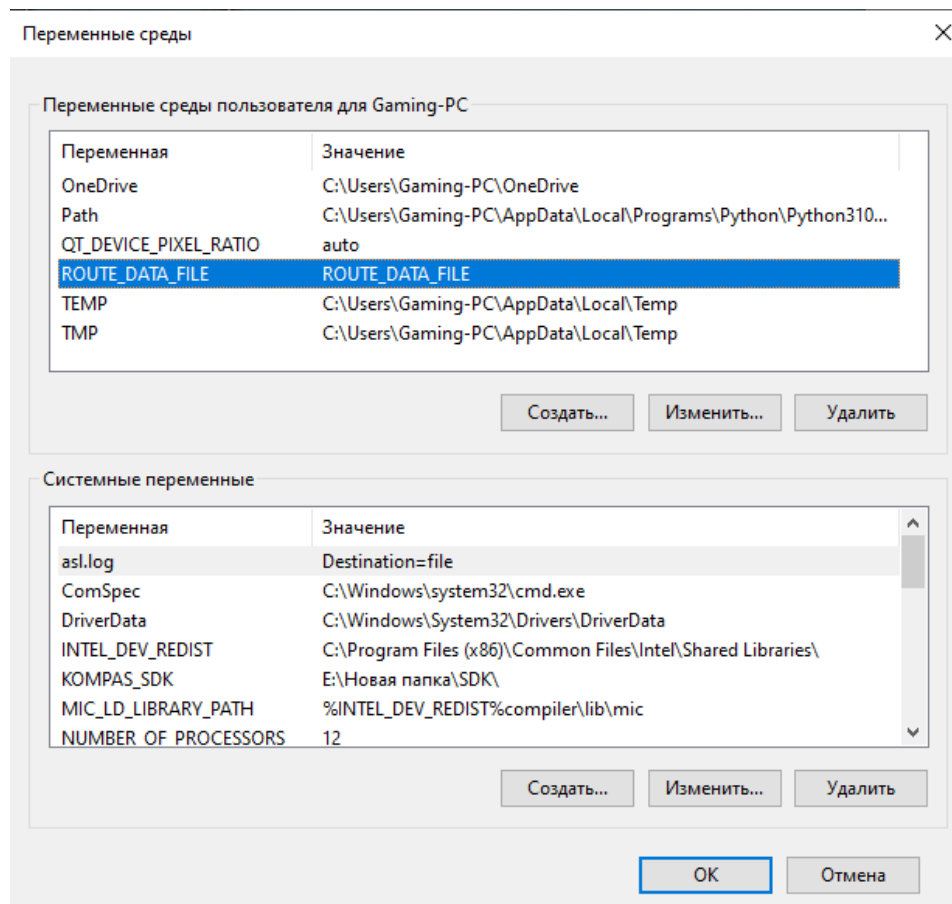 Переменные среды
Переменные среды пользователя для Gaming-PC
Переменная Значение
OneDrive C:\Users\Gaming-PC\OneDrive
Path C:\Users\Gaming-PC\AppData\Local\Programs\Python\Python310...
QT_DEVICE_PIXEL_RATIO auto
ROUTE_DATA_FILE ROUTE_DATA_FILE
TEMP C:\Users\Gaming-PC\AppData\Local\Temp
TMP C:\Users\Gaming-PC\AppData\Local\Temp
Создать... Изменить... Удалить
Системные переменные
Переменная Значение
asl.log Destination=file
ComSpec C:\Windows\system32\cmd.exe
DriverData C:\Windows\System32\Drivers\DriverData
INTEL_DEV_REDIST C:\Program Files (x86)\Common Files\Intel\Shared Libraries\
KOMPAS_SDK E:\Новая папка\SDK\
MIC_LD_LIBRARY_PATH %INTEL_DEV_REDIST%compiler\lib\mic
NUMBER_OF_PROCESSORS 12
Создать... Изменить... Удалить
ОК Отмена